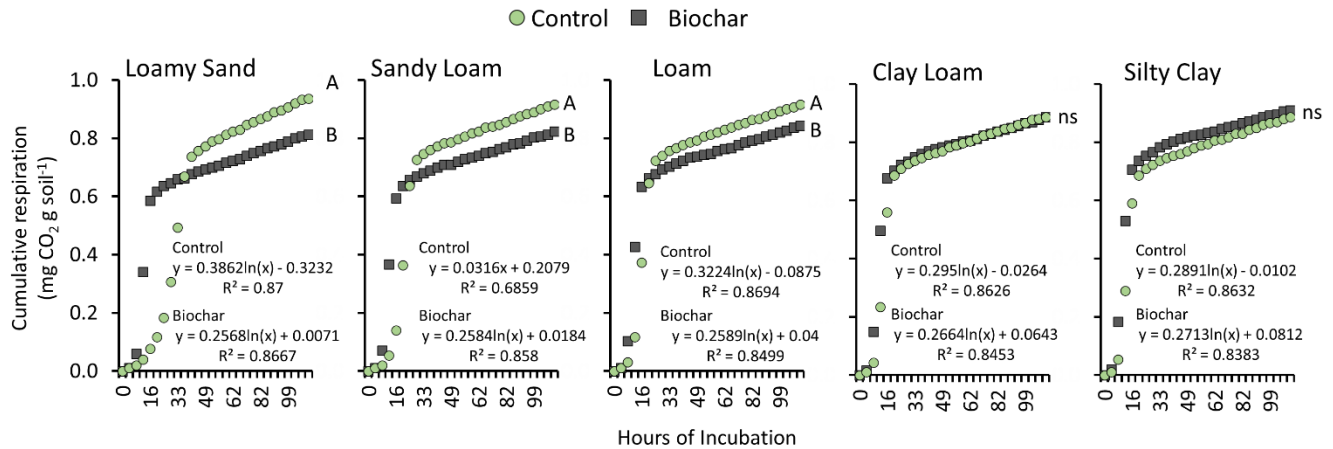 Control Biochar
Loamy Sand
Sandy Loam
Loam
Clay Loam
Silty Clay
Cumulative respiration
(mg CO₂ g soil⁻¹)
1.0
0.8
0.6
0.4
0.2
0.0
A
B
Control
y = 0.3862ln(x) - 0.3232
R² = 0.87
Biochar
y = 0.2568ln(x) + 0.0071
R² = 0.8667
A
B
Control
y = 0.0316x + 0.2079
R² = 0.6859
Biochar
y = 0.2584ln(x) + 0.0184
R² = 0.858
A
B
Control
y = 0.3224ln(x) - 0.0875
R² = 0.8694
Biochar
y = 0.2589ln(x) + 0.04
R² = 0.8499
ns
Control
y = 0.295ln(x) - 0.0264
R² = 0.8626
Biochar
y = 0.2664ln(x) + 0.0643
R² = 0.8453
ns
Control
y = 0.2891ln(x) - 0.0102
R² = 0.8632
Biochar
y = 0.2713ln(x) + 0.0812
R² = 0.8383
0 16 33 49 62 82 99
0 16 33 49 62 82 99
0 16 33 49 62 82 99
0 16 33 49 62 82 99
0 16 33 49 62 82 99
Hours of Incubation